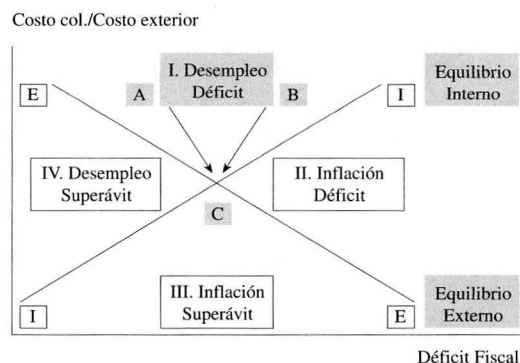 Costo col./Costo exterior
I. Desempleo
Déficit
Equilibrio
Interno
E
A
B
I
IV. Desempleo
Superávit
II. Inflación
Déficit
C
III. Inflación
Superávit
Equilibrio
Externo
I
E
Déficit Fiscal